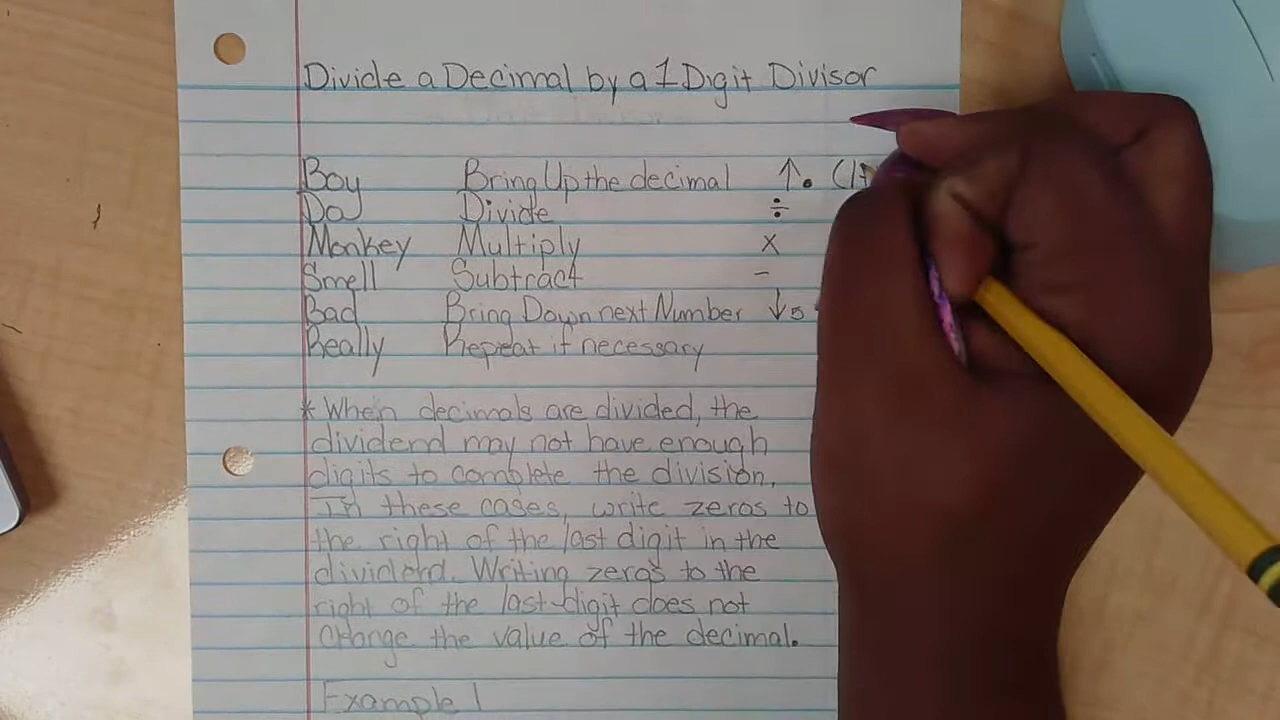 Divide a Decimal by a 1 Digit Divisor
Boy Bring Up the decimal ↑.
Do Divide ÷
Monkey Multiply x
Smell Subtract -
Bad Bring Down next Number ↓ 5
Really Repeat if necessary
* When decimals are divided, the
dividend may not have enough
digits to complete the division.
In these cases, write zeros to
the right of the last digit in the
dividend. Writing zeros to the
right of the last digit does not
change the value of the decimal.
Example 1